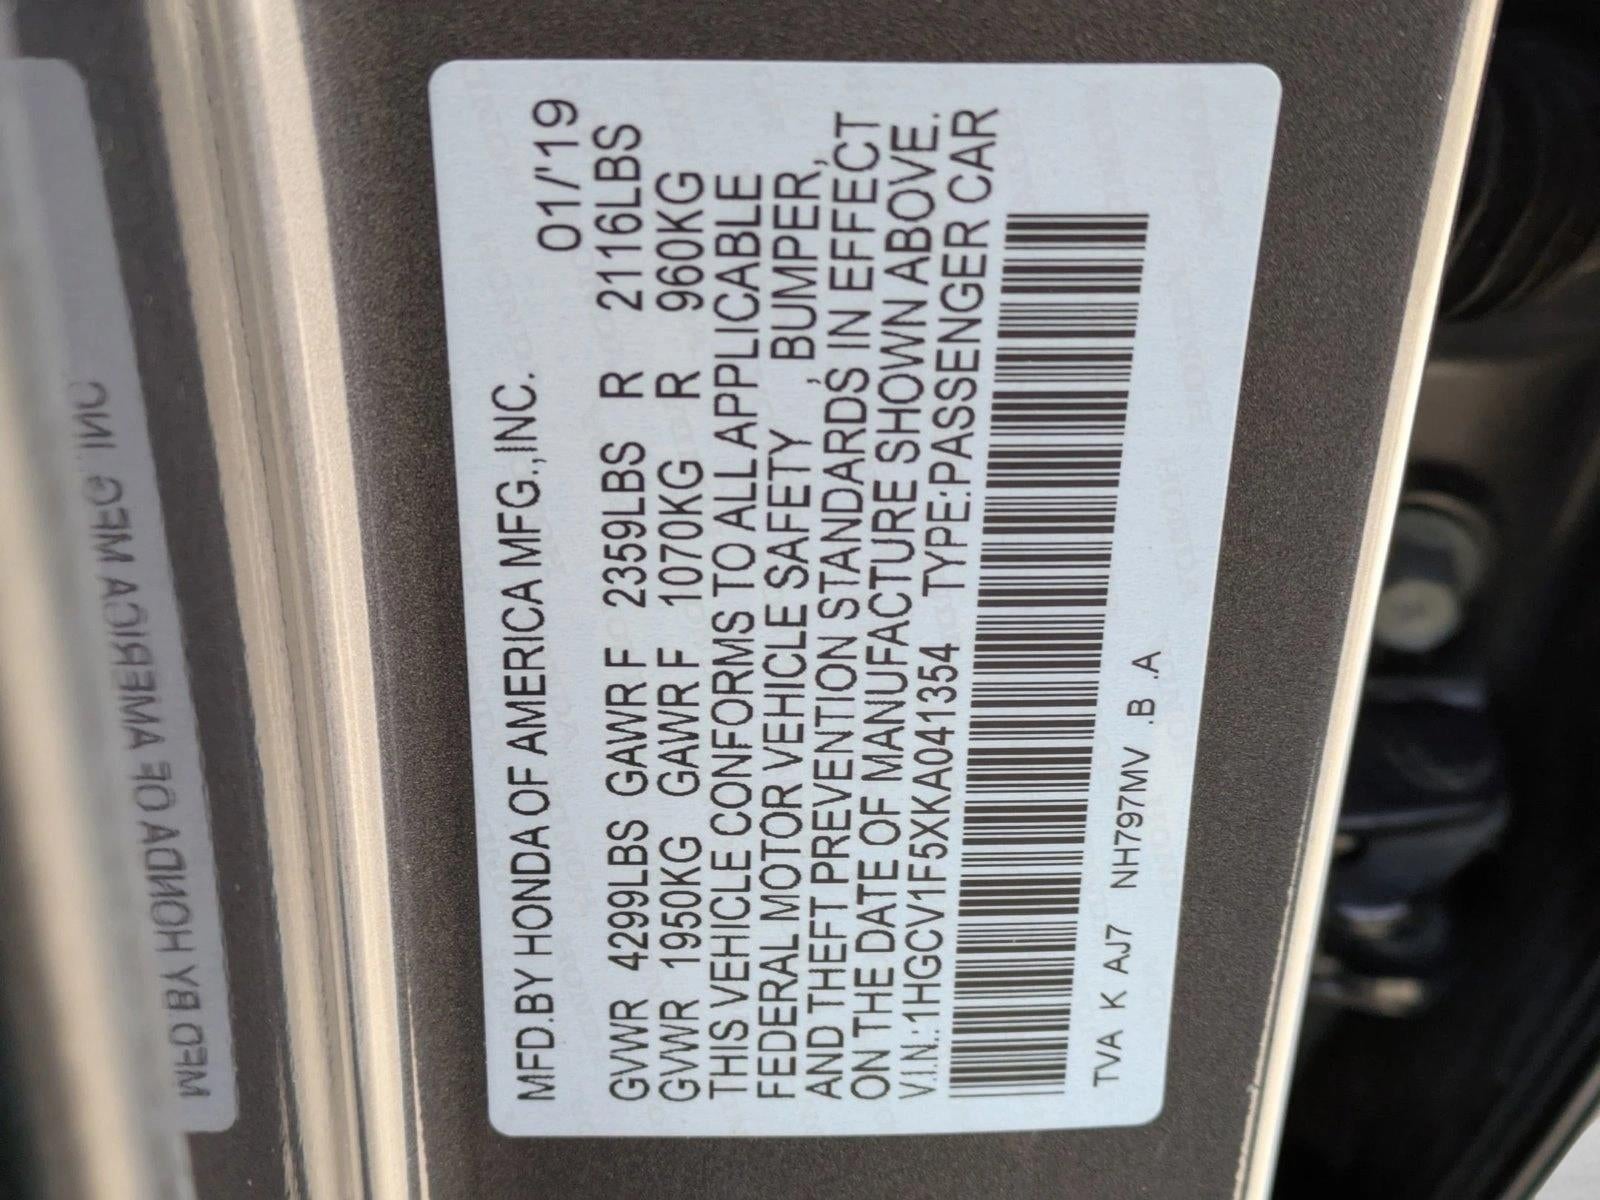 MFD.BY HONDA OF AMERICA MFG.,INC.
01/'19
GVWR 4299LBS GAWR F 2359LBS R 2116LBS
GVWR 1950KG GAWR F 1070KG R 960KG
THIS VEHICLE CONFORMS TO ALL APPLICABLE
FEDERAL MOTOR VEHICLE SAFETY , BUMPER,
AND THEFT PREVENTION STANDARDS IN EFFECT
ON THE DATE OF MANUFACTURE SHOWN ABOVE.
V.I.N.:1HGCV1F5XKA041354 TYPE:PASSENGER CAR
TVA K AJ7 NH797MV .B .A
MFD BY HONDA OF AMERICA MFG.,INC